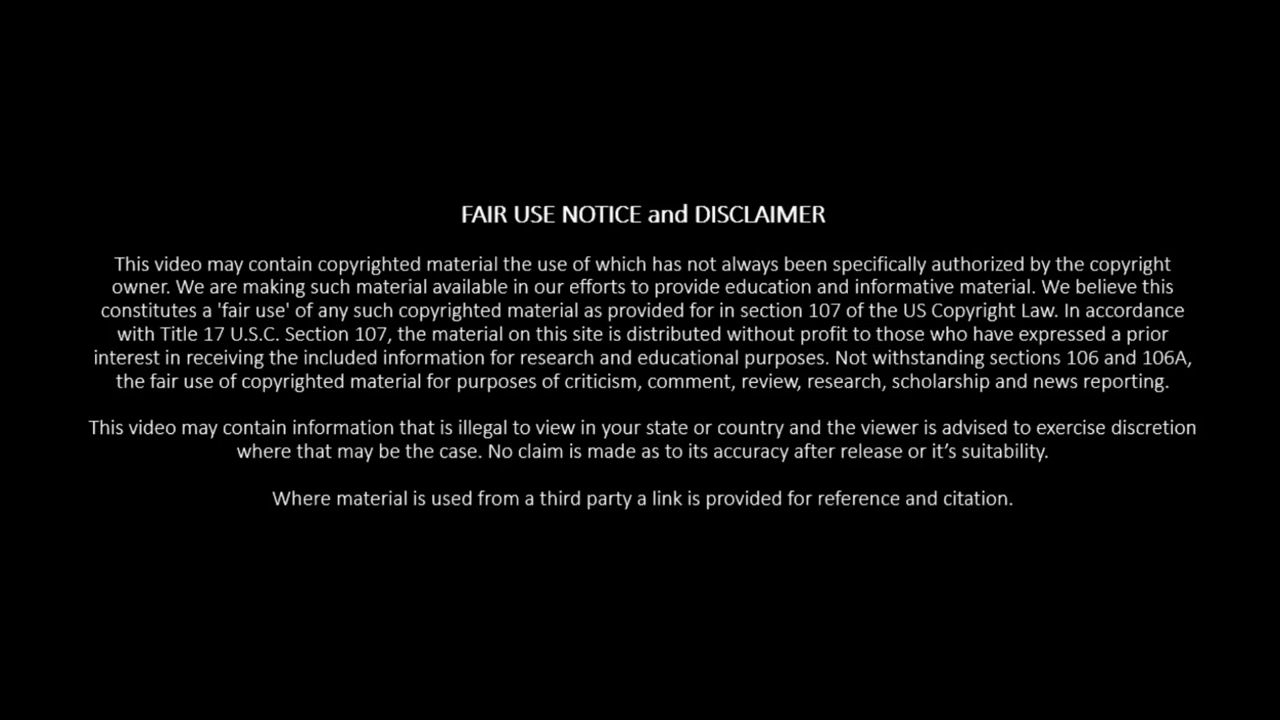 FAIR USE NOTICE and DISCLAIMER
This video may contain copyrighted material the use of which has not always been specifically authorized by the copyright
owner. We are making such material available in our efforts to provide education and informative material. We believe this
constitutes a 'fair use' of any such copyrighted material as provided for in section 107 of the US Copyright Law. In accordance
with Title 17 U.S.C. Section 107, the material on this site is distributed without profit to those who have expressed a prior
interest in receiving the included information for research and educational purposes. Not withstanding sections 106 and 106A,
the fair use of copyrighted material for purposes of criticism, comment, review, research, scholarship and news reporting.
This video may contain information that is illegal to view in your state or country and the viewer is advised to exercise discretion
where that may be the case. No claim is made as to its accuracy after release or it’s suitability.
Where material is used from a third party a link is provided for reference and citation.